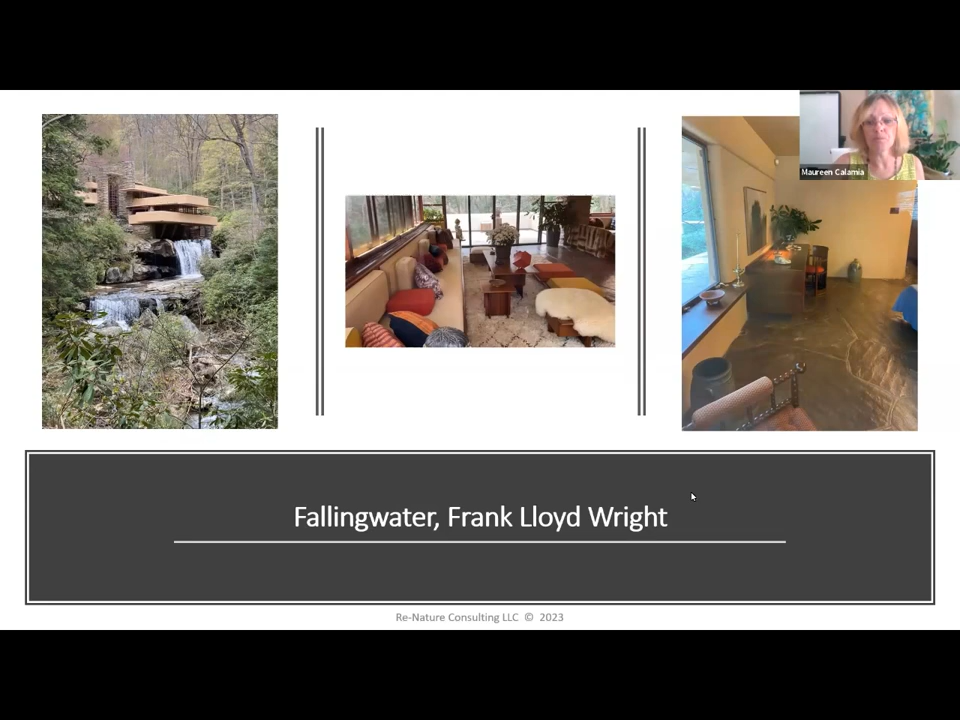 Maureen Calamia
Fallingwater, Frank Lloyd Wright
Re-Nature Consulting LLC © 2023